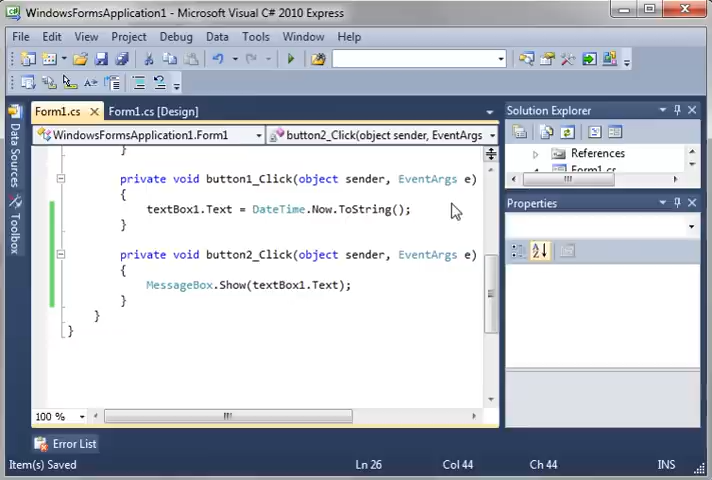 WindowsFormsApplication1 - Microsoft Visual C# 2010 Express
File Edit View Project Debug Data Tools Window Help
Form1.cs Form1.cs [Design]
Solution Explorer
WindowsFormsApplication1.Form1 button2_Click(object sender, EventArgs
References
Form1.cs
Data Sources
Toolbox
Properties
}
private void button1_Click(object sender, EventArgs e)
{
textBox1.Text = DateTime.Now.ToString();
}
private void button2_Click(object sender, EventArgs e)
{
MessageBox.Show(textBox1.Text);
}
}
}
100 %
Error List
Item(s) Saved Ln 26 Col 44 Ch 44 INS